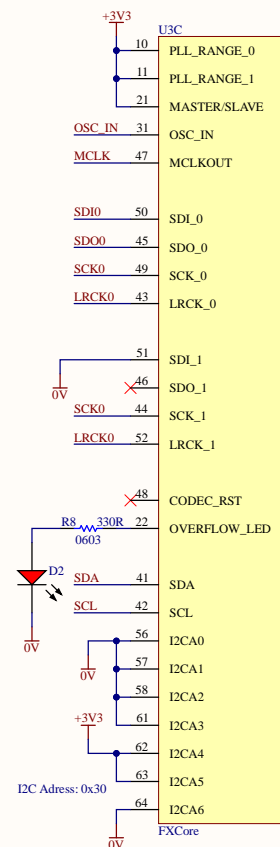 +3V3
U3C
10 PLL_RANGE_0
11 PLL_RANGE_1
21 MASTER/SLAVE
OSC_IN 31 OSC_IN
MCLK 47 MCLKOUT
SDI0 50 SDI_0
SDO0 45 SDO_0
SCK0 49 SCK_0
LRCK0 43 LRCK_0
51 SDI_1
0V
46 SDO_1
SCK0 44 SCK_1
LRCK0 52 LRCK_1
48 CODEC_RST
R8 330R 22 OVERFLOW_LED
0603
D2
SDA 41 SDA
SCL 42 SCL
0V
56 I2CA0
0V
57 I2CA1
58 I2CA2
61 I2CA3
+3V3
62 I2CA4
63 I2CA5
I2C Adress: 0x30
64 I2CA6
0V
FXCore